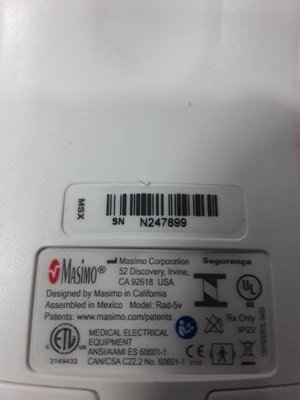 MSX
SN N247899
MASIMO®
Masimo Corporation
52 Discovery, Irvine,
CA 92618 USA
Segurança
Designed by Masimo in California
Assembled in Mexico Model: Rad-5v
Patents: www.masimo.com/patents
UL
Rx Only
IP22
ETL
3149433
MEDICAL ELECTRICAL
EQUIPMENT
ANSI/AAMI ES 60601-1
CAN/CSA C22.2 No. 60601-1